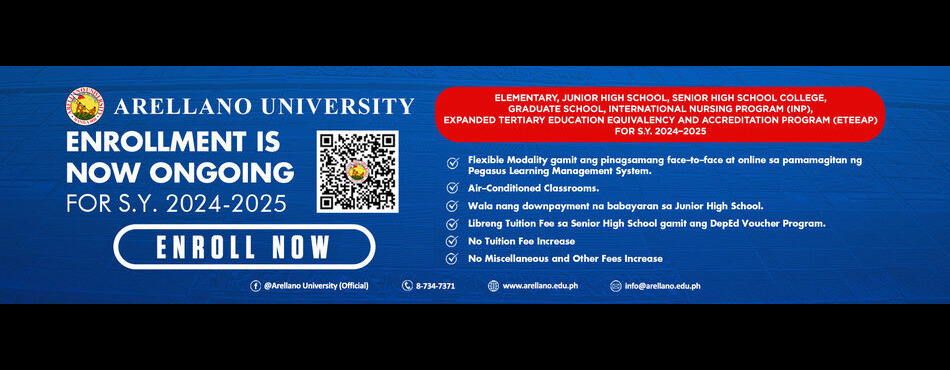 ARELLANO UNIVERSITY
ENROLLMENT IS
NOW ONGOING
FOR S.Y. 2024-2025
ENROLL NOW
ELEMENTARY, JUNIOR HIGH SCHOOL, SENIOR HIGH SCHOOL COLLEGE,
GRADUATE SCHOOL, INTERNATIONAL NURSING PROGRAM (INP),
EXPANDED TERTIARY EDUCATION EQUIVALENCY AND ACCREDITATION PROGRAM (ETEEAP)
FOR S.Y. 2024–2025
Flexible Modality gamit ang pinagsamang face–to–face at online sa pamamagitan ng
Pegasus Learning Management System.
Air–Conditioned Classrooms.
Wala nang downpayment na babayaran sa Junior High School.
Libreng Tuition Fee sa Senior High School gamit ang DepEd Voucher Program.
No Tuition Fee Increase
No Miscellaneous and Other Fees Increase
@Arellano University (Official) 8-734-7371 www.arellano.edu.ph info@arellano.edu.ph